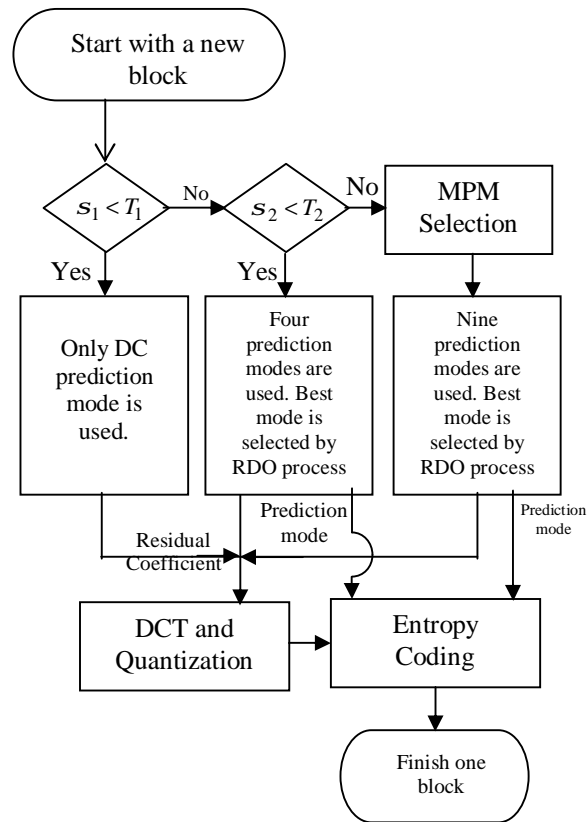 Start with a new
block
s₁ < T₁
No
s₂ < T₂
No
MPM
Selection
Yes
Yes
Only DC
prediction
mode is
used.
Four
prediction
modes are
used. Best
mode is
selected by
RDO process
Nine
prediction
modes are
used. Best
mode is
selected by
RDO process
Residual
Coefficient
Prediction
mode
Prediction
mode
DCT and
Quantization
Entropy
Coding
Finish one
block